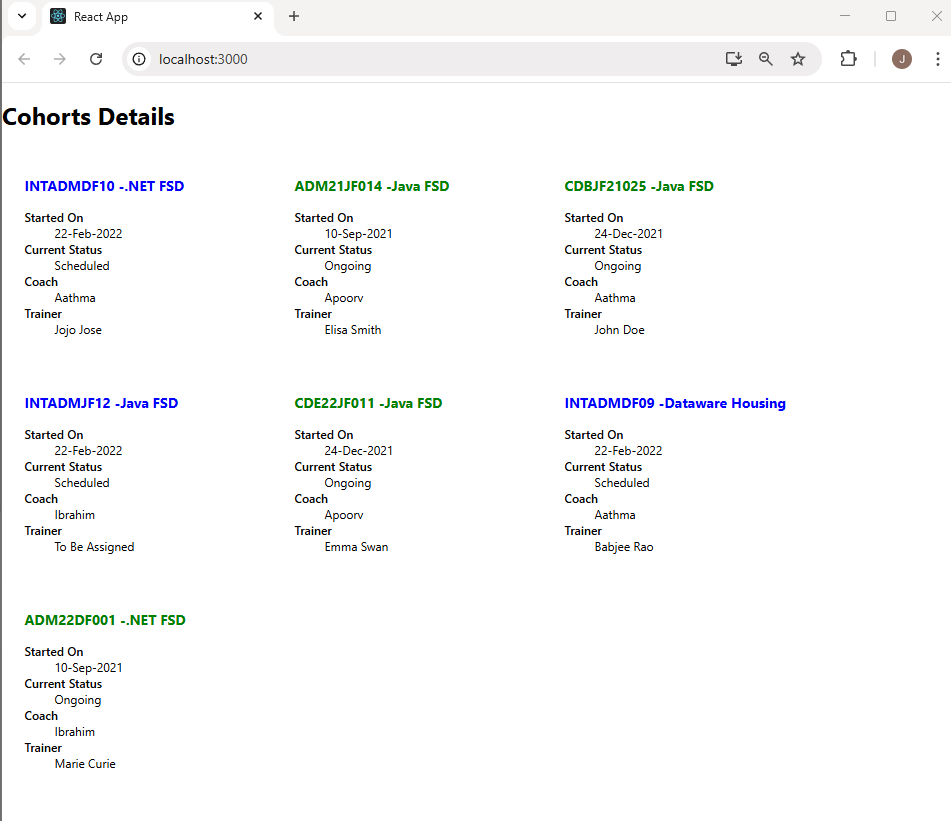 React App
localhost:3000
J
Cohorts Details
INTADMDF10 -.NET FSD
Started On
22-Feb-2022
Current Status
Scheduled
Coach
Aathma
Trainer
Jojo Jose
ADM21JF014 -Java FSD
Started On
10-Sep-2021
Current Status
Ongoing
Coach
Apoorv
Trainer
Elisa Smith
CDBJF21025 -Java FSD
Started On
24-Dec-2021
Current Status
Ongoing
Coach
Aathma
Trainer
John Doe
INTADMJF12 -Java FSD
Started On
22-Feb-2022
Current Status
Scheduled
Coach
Ibrahim
Trainer
To Be Assigned
CDE22JF011 -Java FSD
Started On
24-Dec-2021
Current Status
Ongoing
Coach
Apoorv
Trainer
Emma Swan
INTADMDF09 -Dataware Housing
Started On
22-Feb-2022
Current Status
Scheduled
Coach
Aathma
Trainer
Babjee Rao
ADM22DF001 -.NET FSD
Started On
10-Sep-2021
Current Status
Ongoing
Coach
Ibrahim
Trainer
Marie Curie